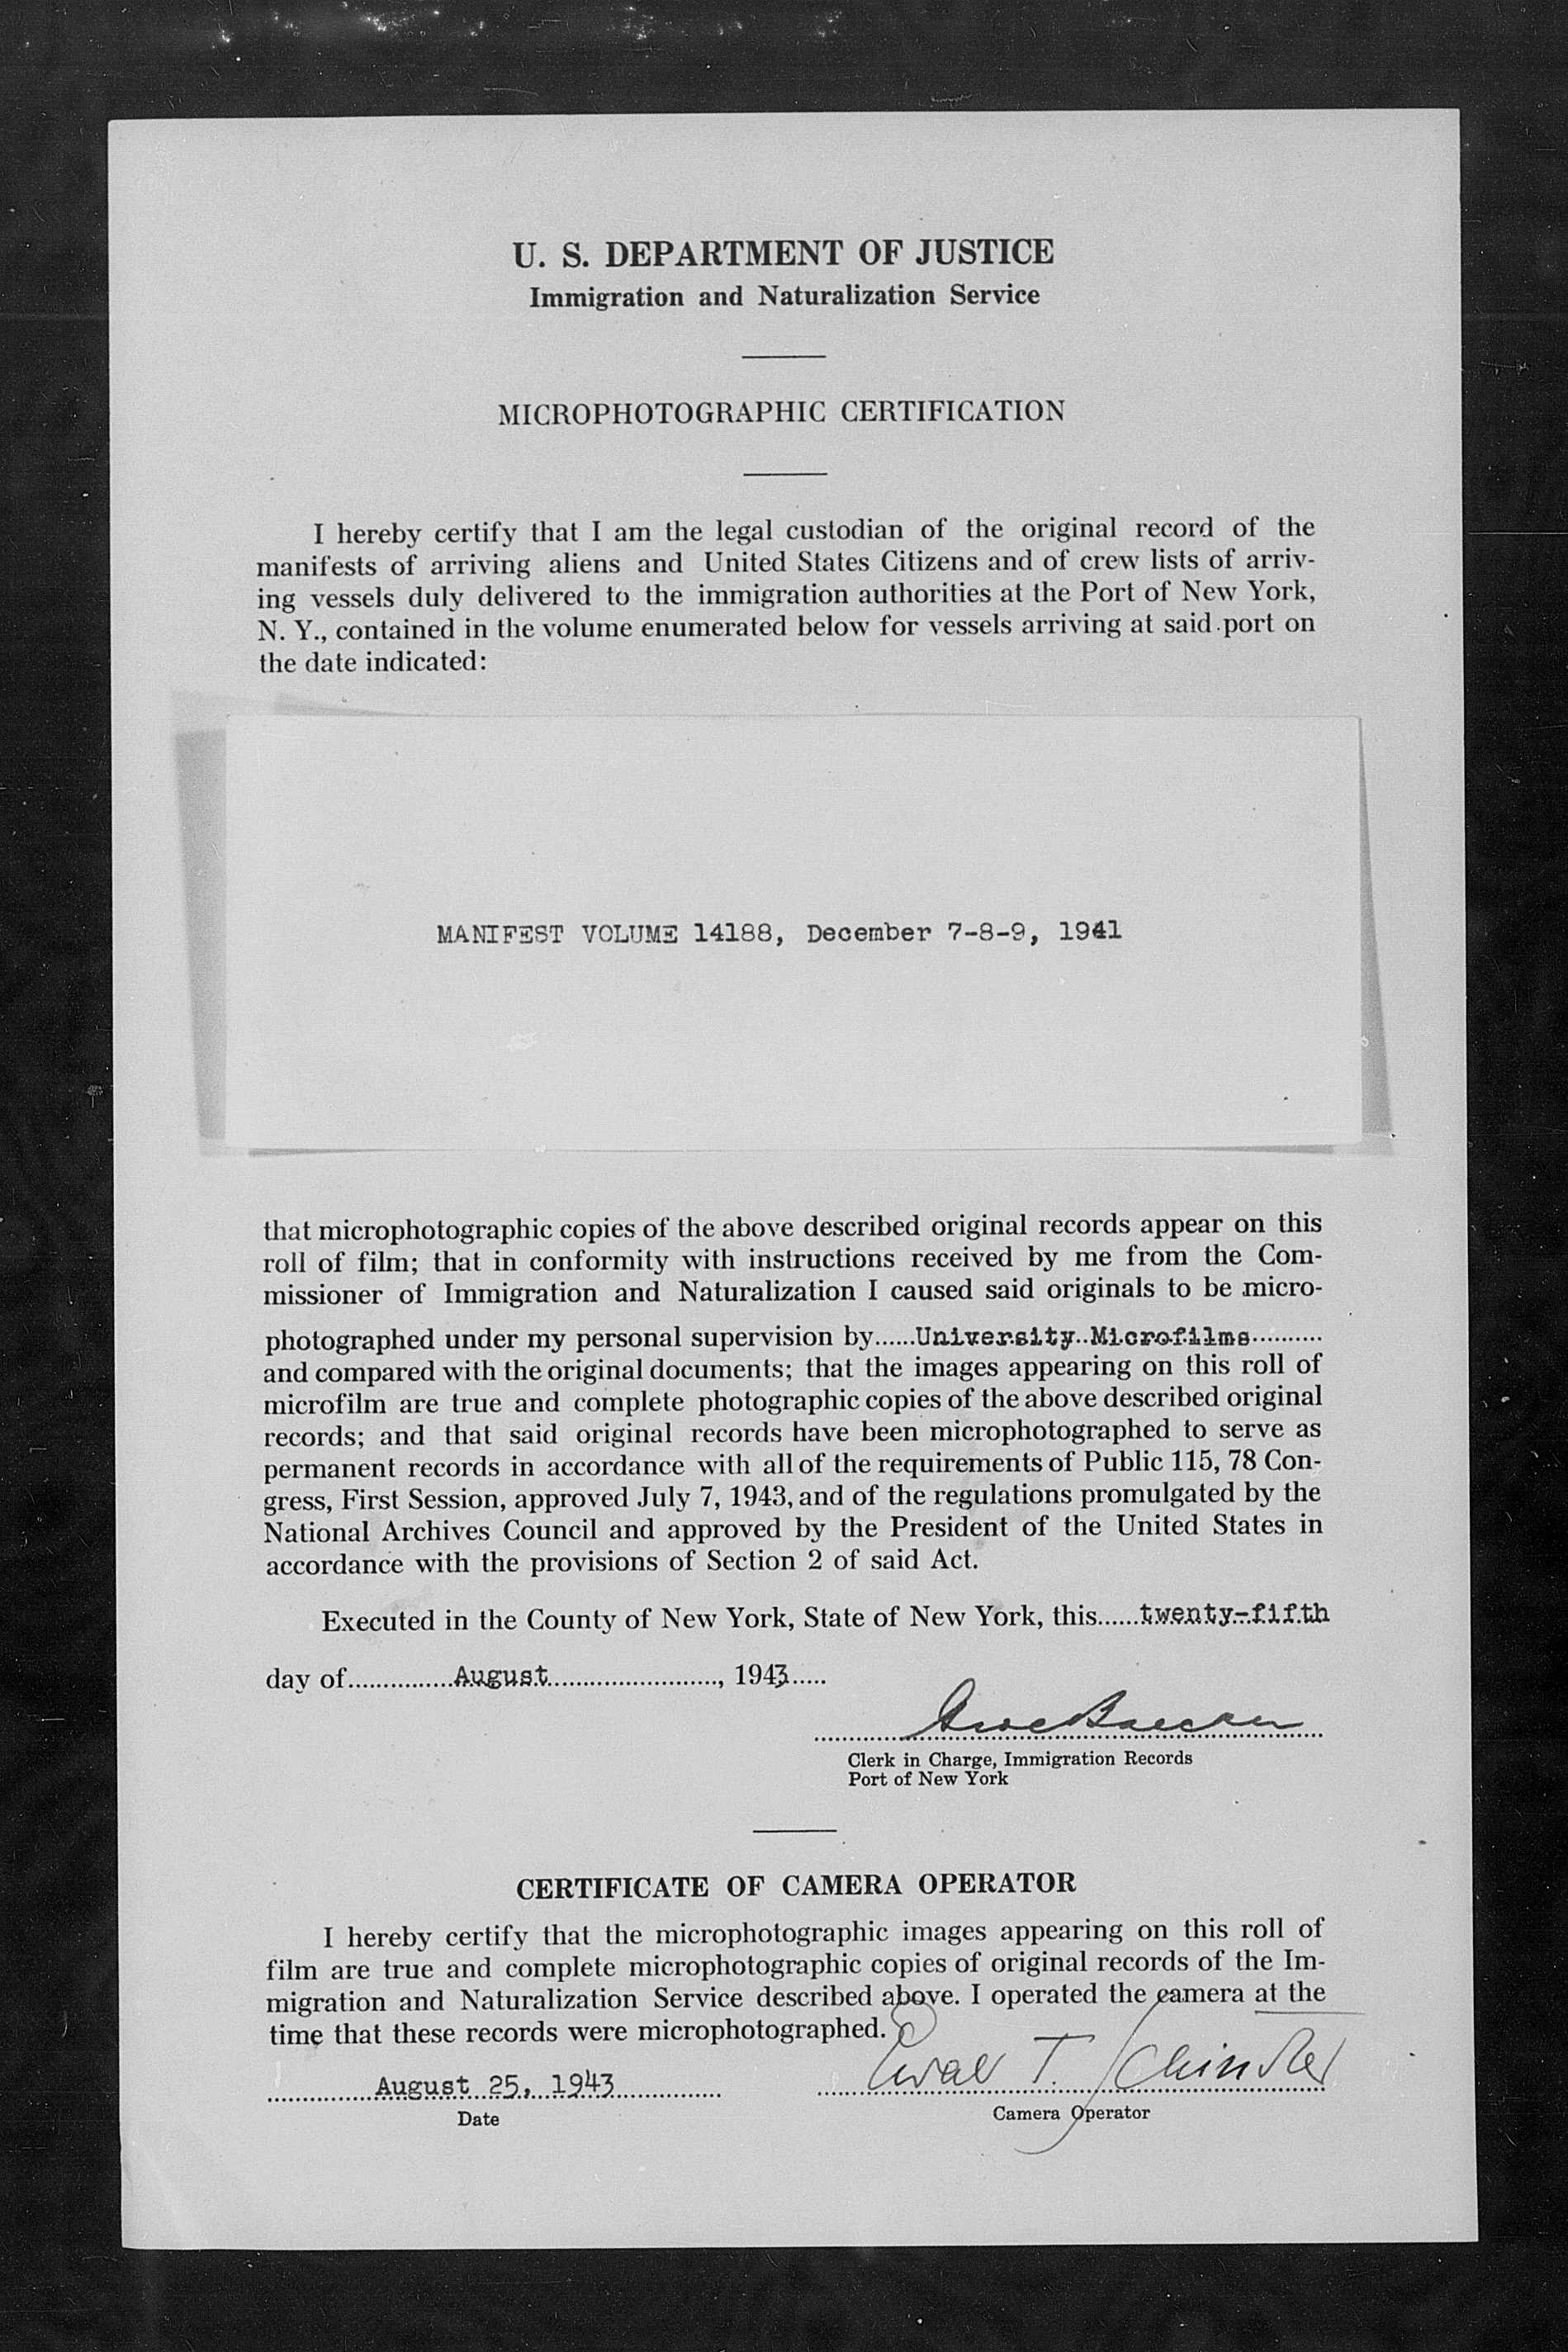 U. S. DEPARTMENT OF JUSTICE
Immigration and Naturalization Service
MICROPHOTOGRAPHIC CERTIFICATION
I hereby certify that I am the legal custodian of the original record of the
manifests of arriving aliens and United States Citizens and of crew lists of arriv-
ing vessels duly delivered to the immigration authorities at the Port of New York,
N. Y., contained in the volume enumerated below for vessels arriving at said port on
the date indicated:
MANIFEST VOLUME 14188, December 7-8-9, 1941
that microphotographic copies of the above described original records appear on this
roll of film; that in conformity with instructions received by me from the Com-
missioner of Immigration and Naturalization I caused said originals to be micro-
photographed under my personal supervision by......University Microfilms..........
and compared with the original documents; that the images appearing on this roll of
microfilm are true and complete photographic copies of the above described original
records; and that said original records have been microphotographed to serve as
permanent records in accordance with all of the requirements of Public 115, 78 Con-
gress, First Session, approved July 7, 1943, and of the regulations promulgated by the
National Archives Council and approved by the President of the United States in
accordance with the provisions of Section 2 of said Act.
Executed in the County of New York, State of New York, this......twenty-fifth
day of...............August........................., 1943.....
Clerk in Charge, Immigration Records
Port of New York
CERTIFICATE OF CAMERA OPERATOR
I hereby certify that the microphotographic images appearing on this roll of
film are true and complete microphotographic copies of original records of the Im-
migration and Naturalization Service described above. I operated the camera at the
time that these records were microphotographed.
August 25, 1943
T. Schindler
Date
Camera Operator